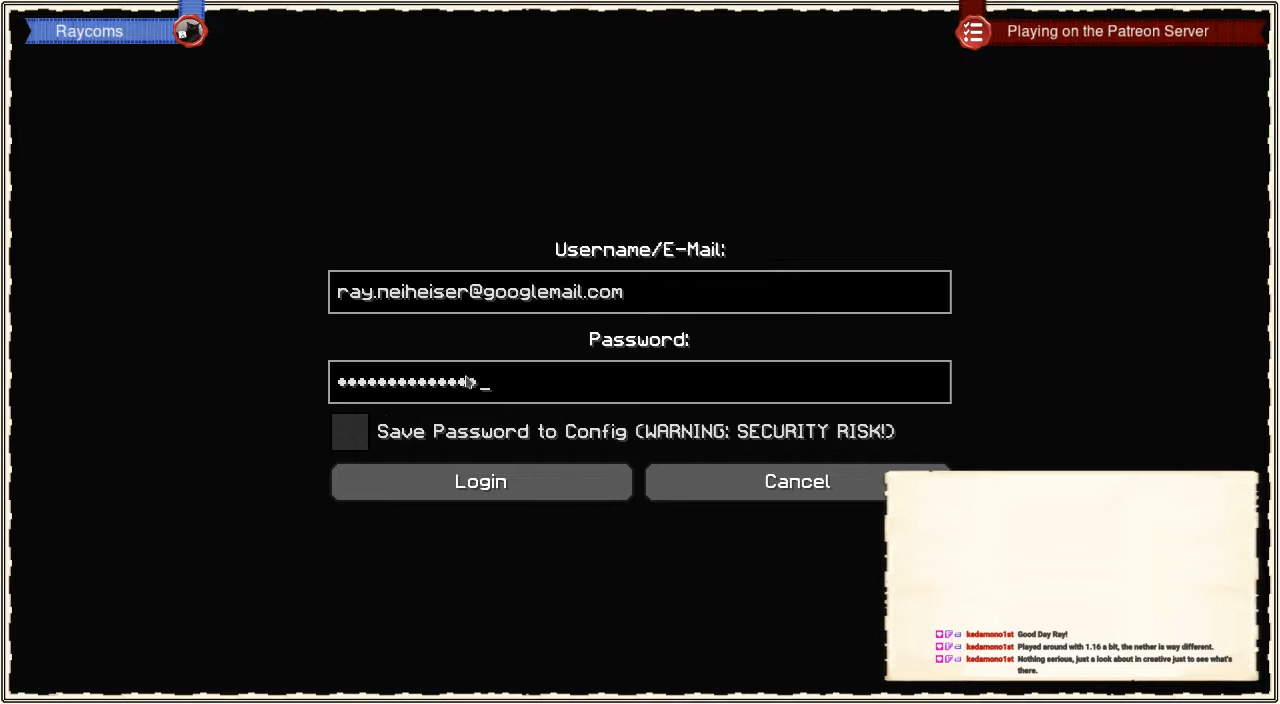 Raycoms
Playing on the Patreon Server
Username/E-Mail:
ray.neiheiser@googlemail.com
Password:
Save Password to Config (WARNING: SECURITY RISK!)
Login
Cancel
kedamono1st Good Day Ray!
kedamono1st Played around with 1.16 a bit, the nether is way different.
kedamono1st Nothing serious, just a look about in creative just to see what's
there.